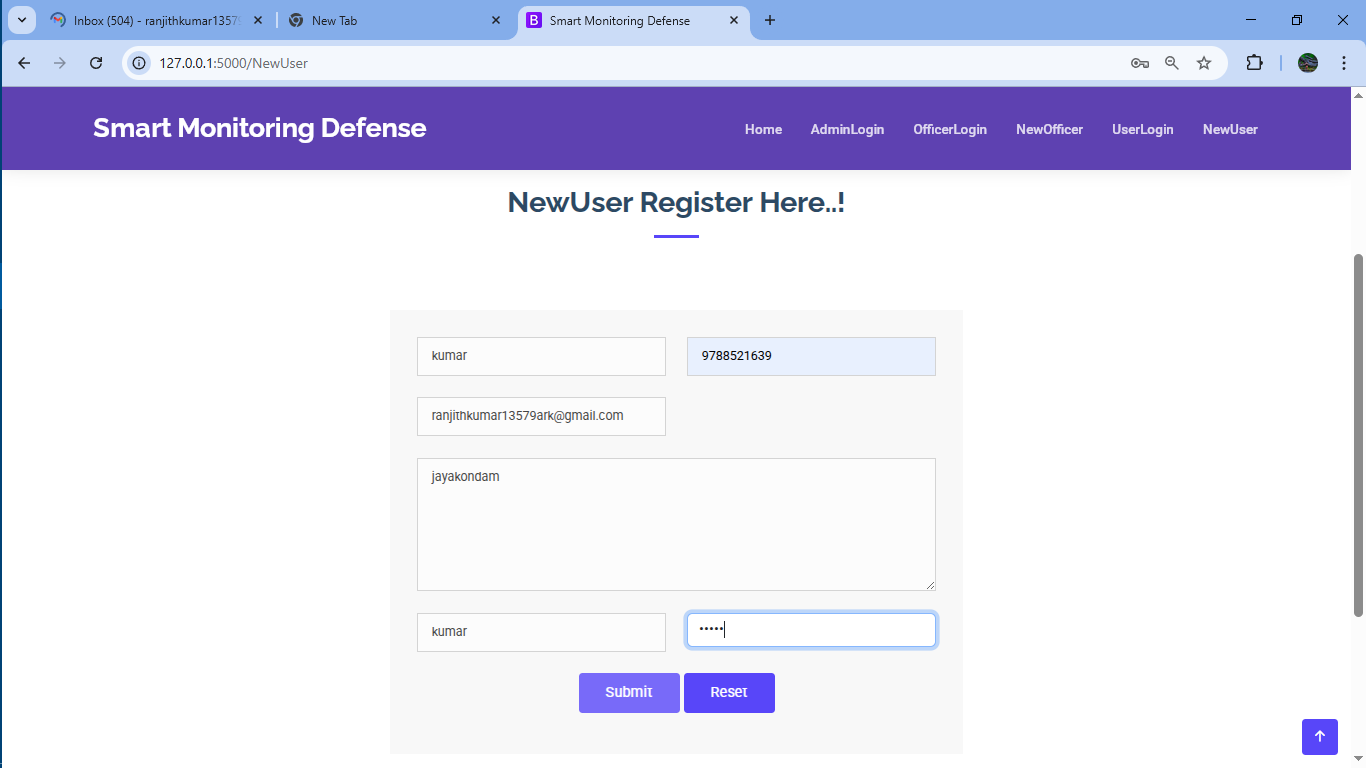 Inbox (504) - ranjithkumar1357
New Tab
Smart Monitoring Defense
127.0.0.1:5000/NewUser
Smart Monitoring Defense
Home AdminLogin OfficerLogin NewOfficer UserLogin NewUser
NewUser Register Here..!
kumar 9788521639
ranjithkumar13579ark@gmail.com
jayakondam
kumar •••••
Submit Reset